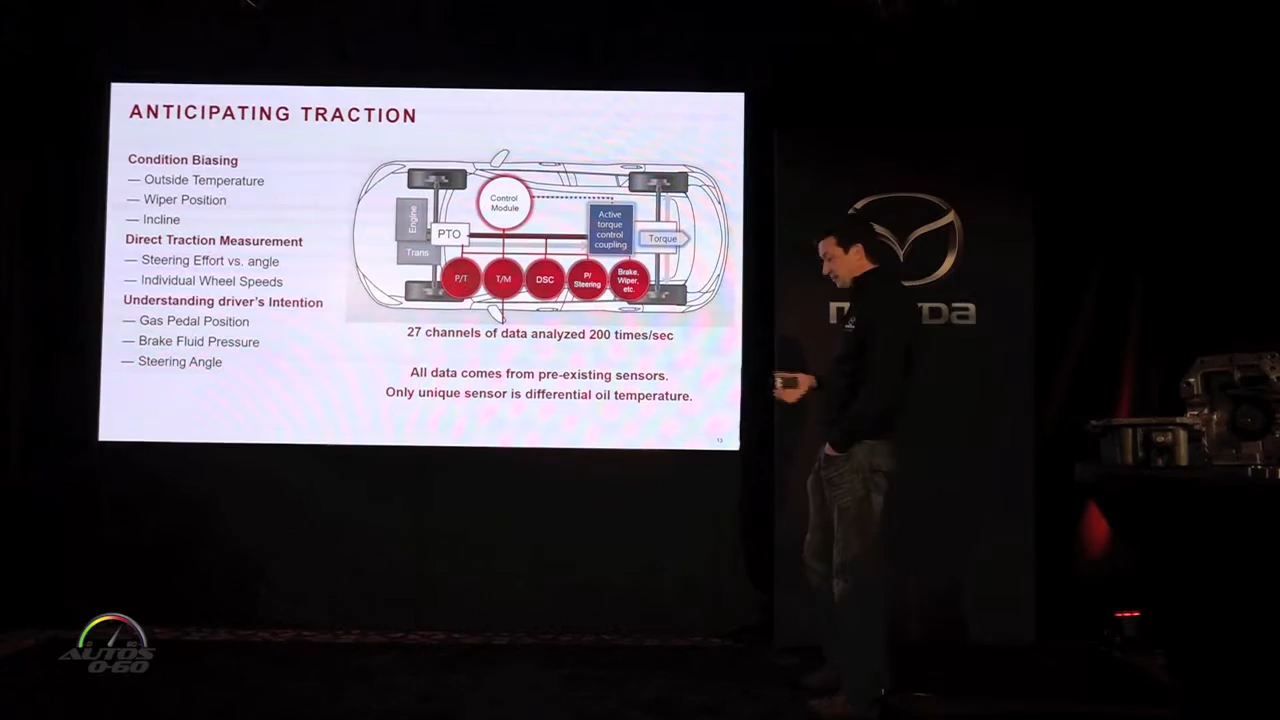 ANTICIPATING TRACTION
Condition Biasing
— Outside Temperature
— Wiper Position
— Incline
Direct Traction Measurement
— Steering Effort vs. angle
— Individual Wheel Speeds
Understanding driver's Intention
— Gas Pedal Position
— Brake Fluid Pressure
— Steering Angle
Control
Module
Engine
PTO
Trans
Active
torque
control
coupling
Torque
P/T
T/M
DSC
P/
Steering
Brake,
Wiper,
etc.
27 channels of data analyzed 200 times/sec
All data comes from pre-existing sensors.
Only unique sensor is differential oil temperature.
13
AUTOS
0-60